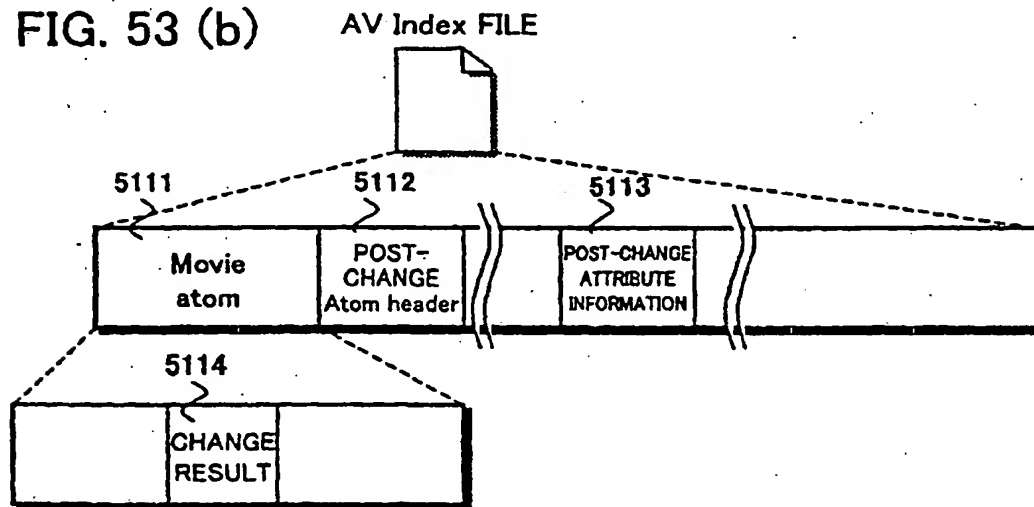 FIG. 53 (b)
AV Index FILE
5111
5112
5113
Movie
atom
POST-
CHANGE
Atom header
POST-CHANGE
ATTRIBUTE
INFORMATION
5114
CHANGE
RESULT